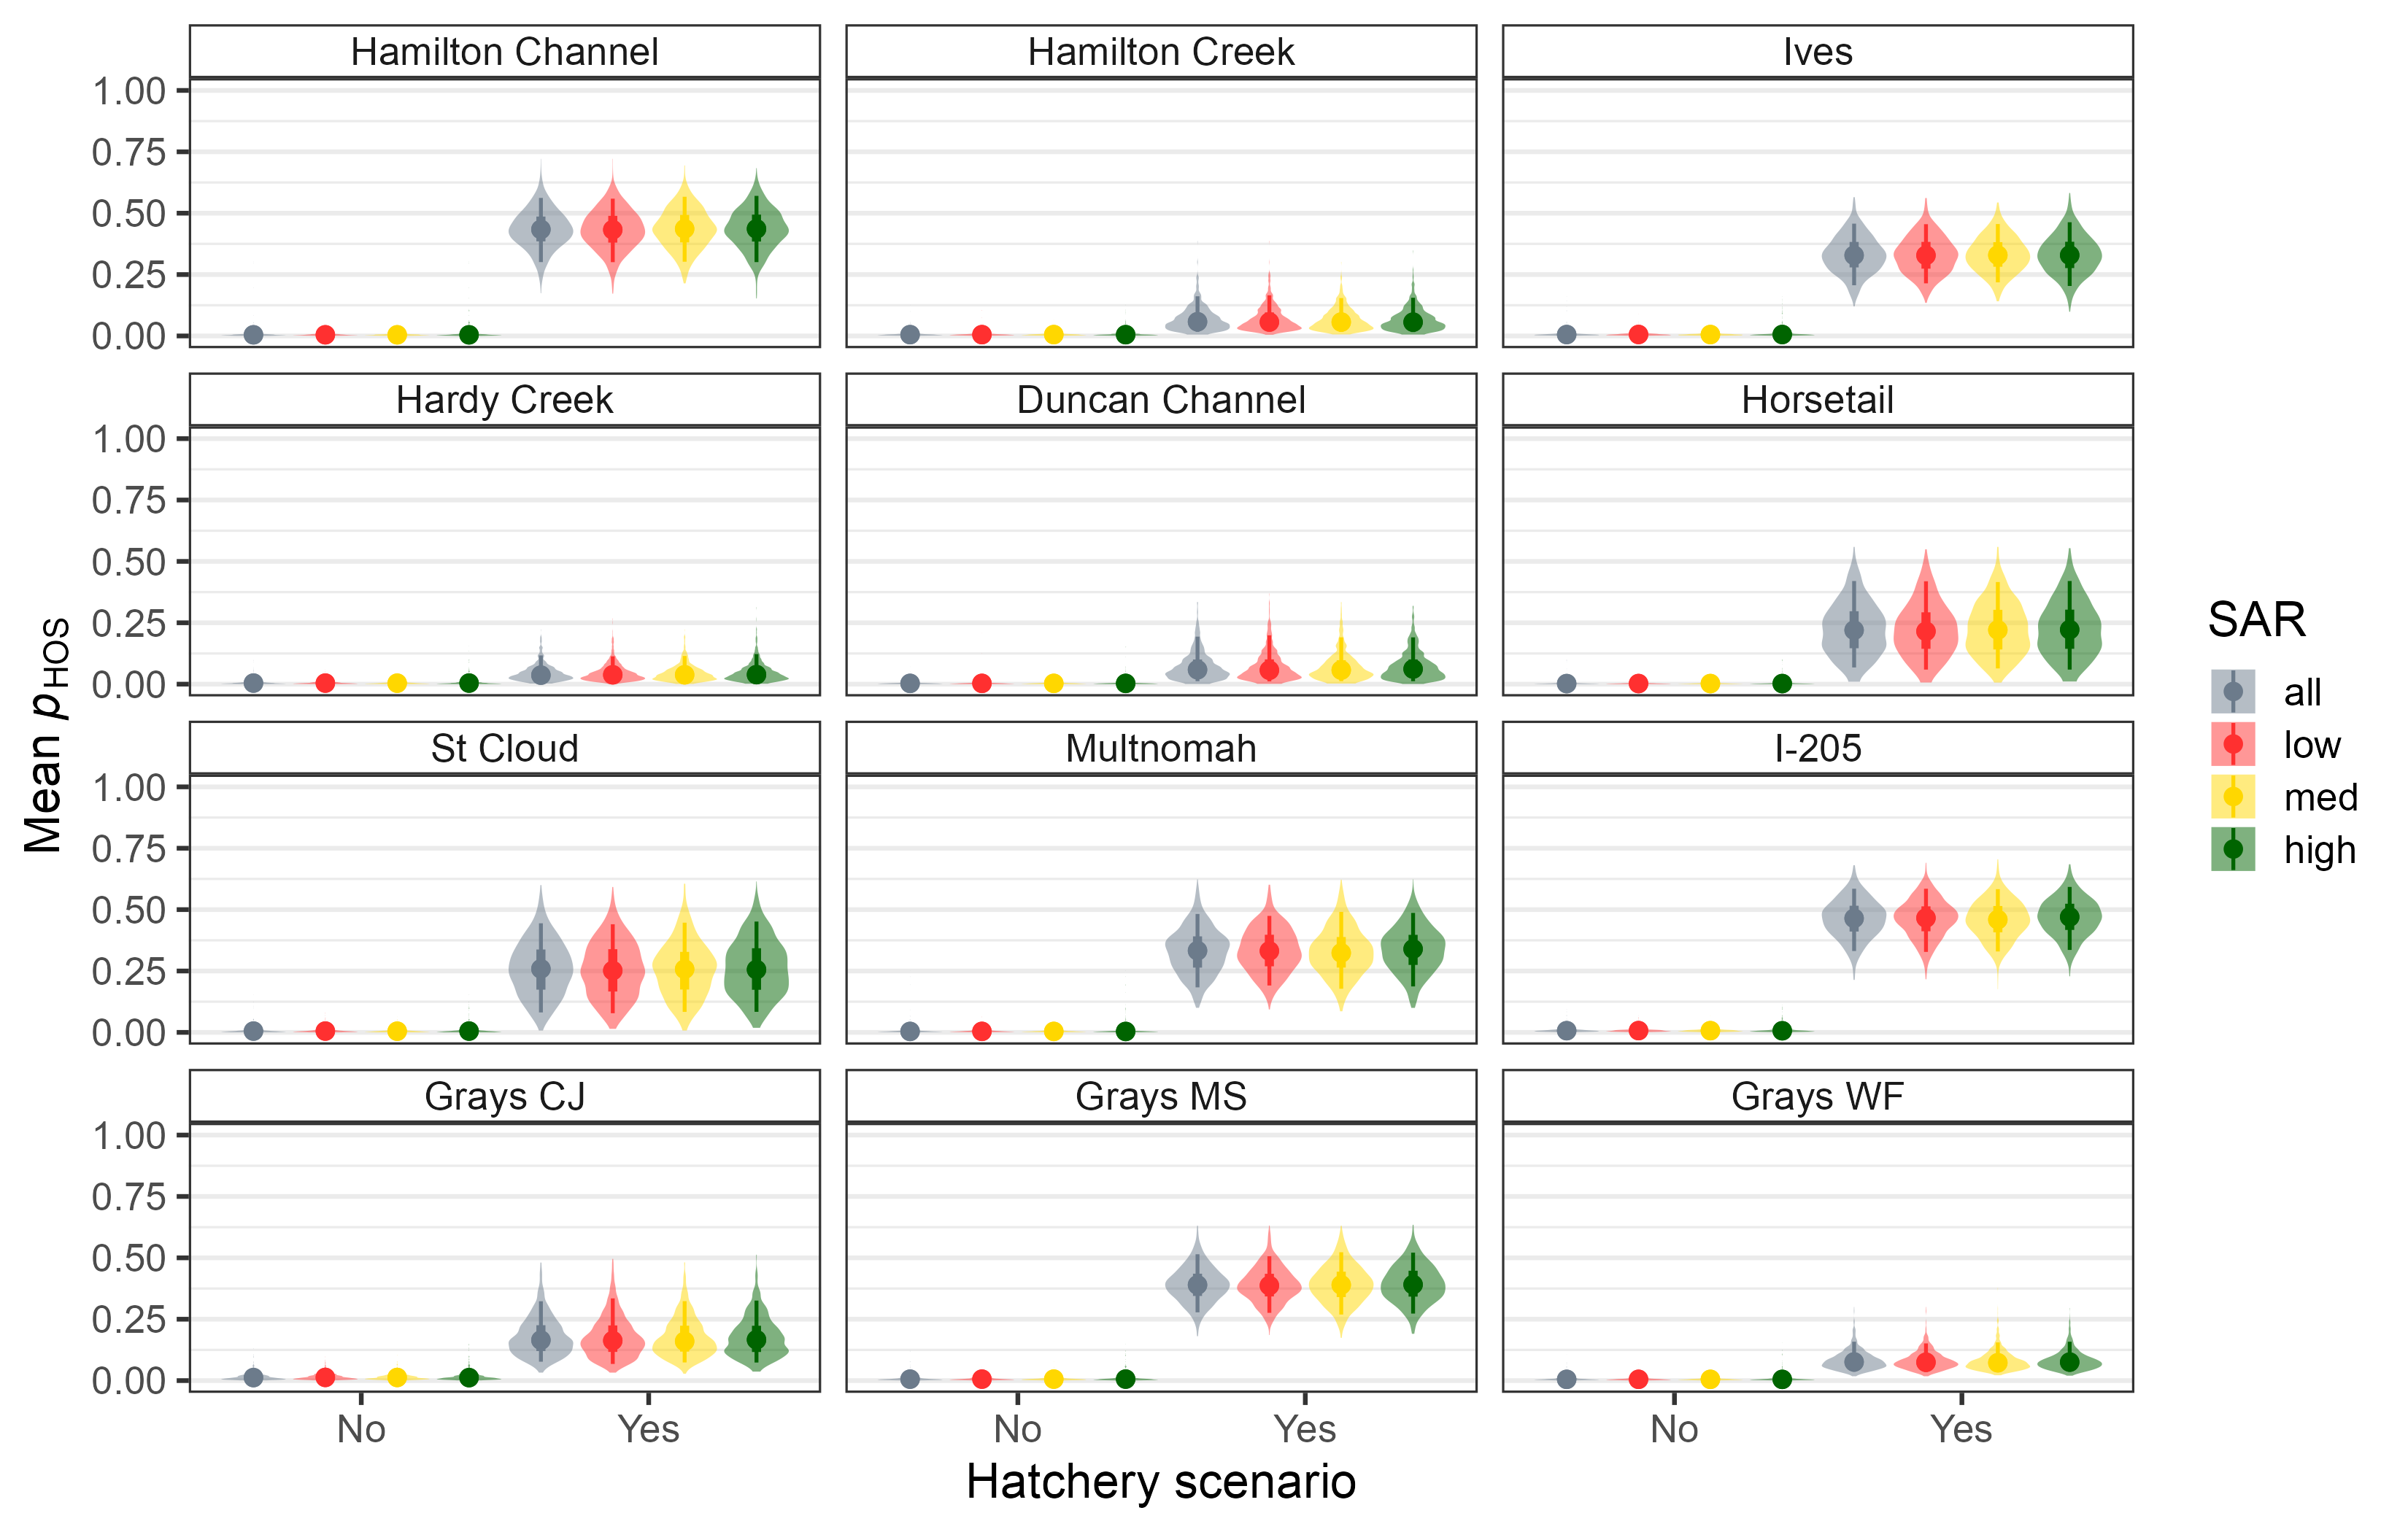 Hamilton Channel
Hamilton Creek
Ives
1.00
0.75
0.50
0.25
0.00
Hardy Creek
Duncan Channel
Horsetail
1.00
0.75
0.50
0.25
0.00
St Cloud
Multnomah
I-205
1.00
0.75
0.50
0.25
0.00
Grays CJ
Grays MS
Grays WF
1.00
0.75
0.50
0.25
0.00
No
Yes
No
Yes
No
Yes
Hatchery scenario
Mean pHOS
SAR
all
low
med
high